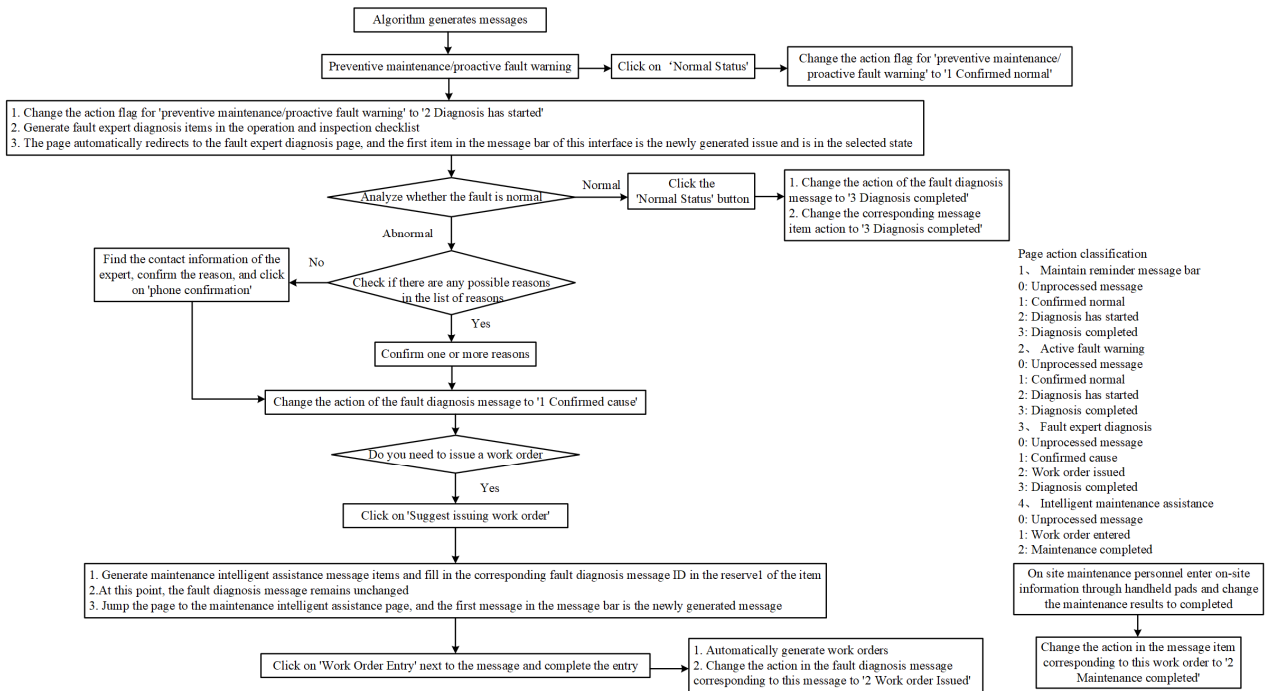 Algorithm generates messages
Preventive maintenance/proactive fault warning
Click on ‘Normal Status'
Change the action flag for 'preventive maintenance/
proactive fault warning' to '1 Confirmed normal'
1. Change the action flag for 'preventive maintenance/proactive fault warning' to '2 Diagnosis has started'
2. Generate fault expert diagnosis items in the operation and inspection checklist
3. The page automatically redirects to the fault expert diagnosis page, and the first item in the message bar of this interface is the newly generated issue and is in the selected state
Analyze whether the fault is normal
Normal
Click the
'Normal Status' button
1. Change the action of the fault diagnosis
message to '3 Diagnosis completed'
2. Change the corresponding message
item action to '3 Diagnosis completed'
Abnormal
Check if there are any possible reasons
in the list of reasons
No
Find the contact information of the
expert, confirm the reason, and click
on 'phone confirmation'
Yes
Confirm one or more reasons
Change the action of the fault diagnosis message to '1 Confirmed cause'
Do you need to issue a work order
Yes
Click on 'Suggest issuing work order'
1. Generate maintenance intelligent assistance message items and fill in the corresponding fault diagnosis message ID in the reserve1 of the item
2.At this point, the fault diagnosis message remains unchanged
3. Jump the page to the maintenance intelligent assistance page, and the first message in the message bar is the newly generated message
Click on 'Work Order Entry' next to the message and complete the entry
1. Automatically generate work orders
2. Change the action in the fault diagnosis message
corresponding to this message to '2 Work order Issued'
Page action classification
1、 Maintain reminder message bar
0: Unprocessed message
1: Confirmed normal
2: Diagnosis has started
3: Diagnosis completed
2、 Active fault warning
0: Unprocessed message
1: Confirmed normal
2: Diagnosis has started
3: Diagnosis completed
3、 Fault expert diagnosis
0: Unprocessed message
1: Confirmed cause
2: Work order issued
3: Diagnosis completed
4、 Intelligent maintenance assistance
0: Unprocessed message
1: Work order entered
2: Maintenance completed
On site maintenance personnel enter on-site
information through handheld pads and change
the maintenance results to completed
Change the action in the message item
corresponding to this work order to '2
Maintenance completed'